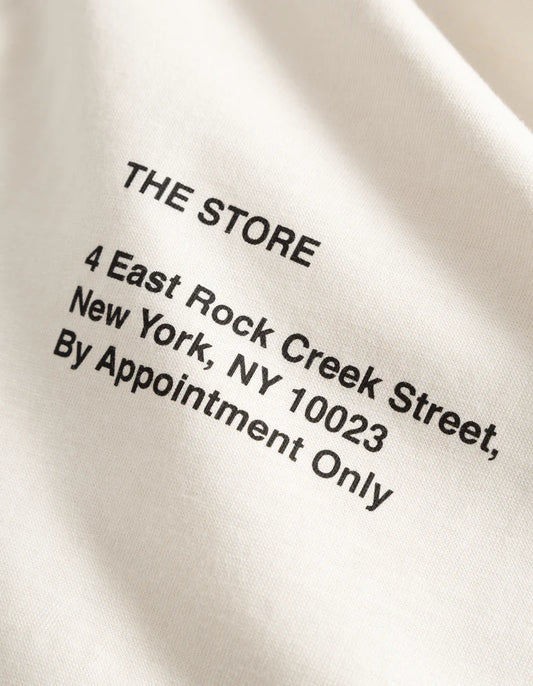 THE STORE
4 East Rock Creek Street,
New York, NY 10023
By Appointment Only